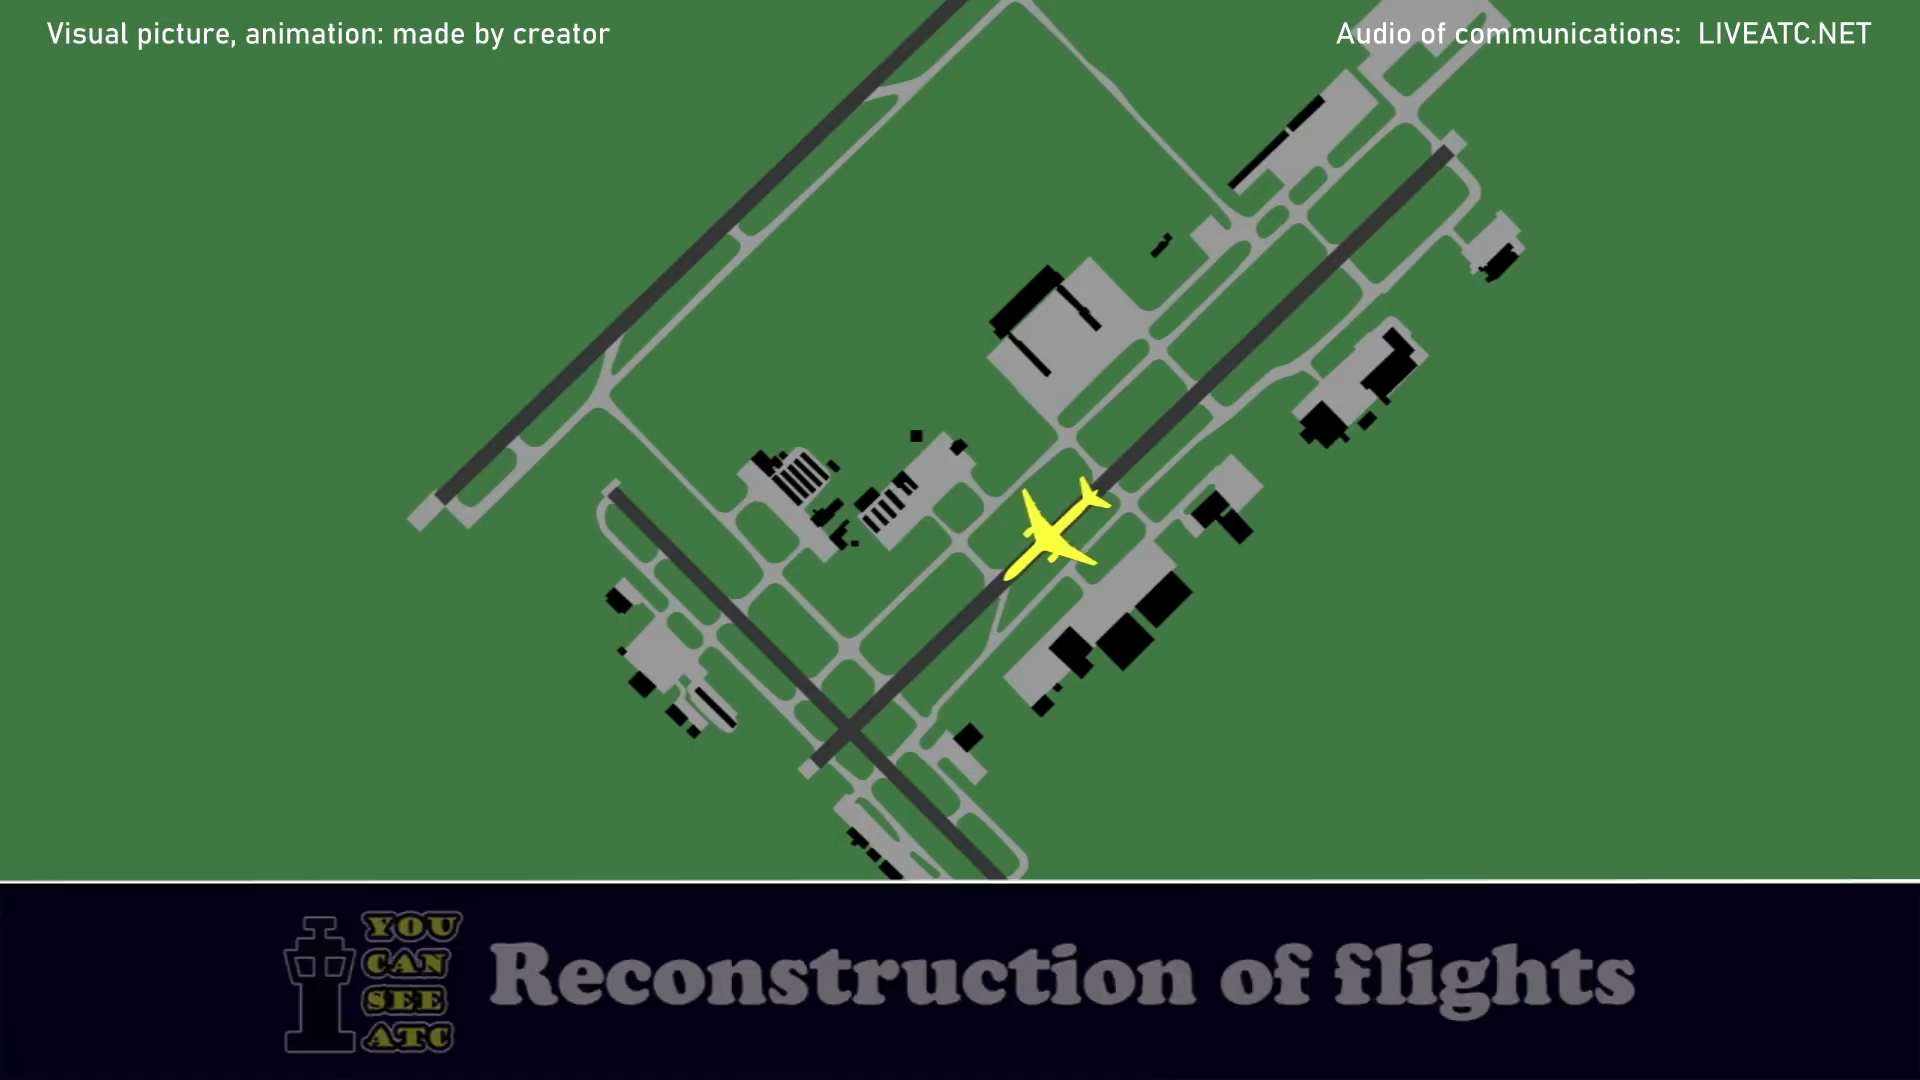 Visual picture, animation: made by creator
Audio of communications: LIVEATC.NET
YOU
CAN
SEE
ATC
Reconstruction of flights